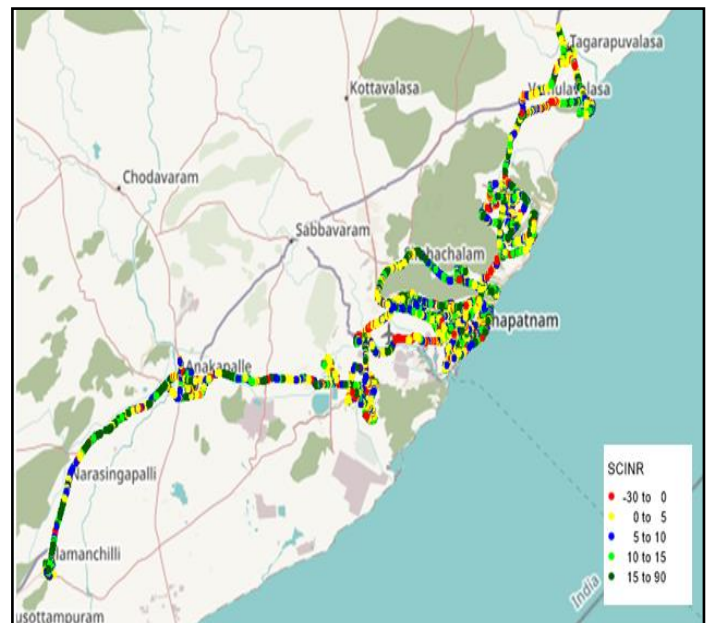 Tagarapuvalasa
Kottavalasa
Chodavaram
Sabbavaram
Anakapalle
Narasingapalli
India
SCINR
-30 to 0
0 to 5
5 to 10
10 to 15
15 to 90